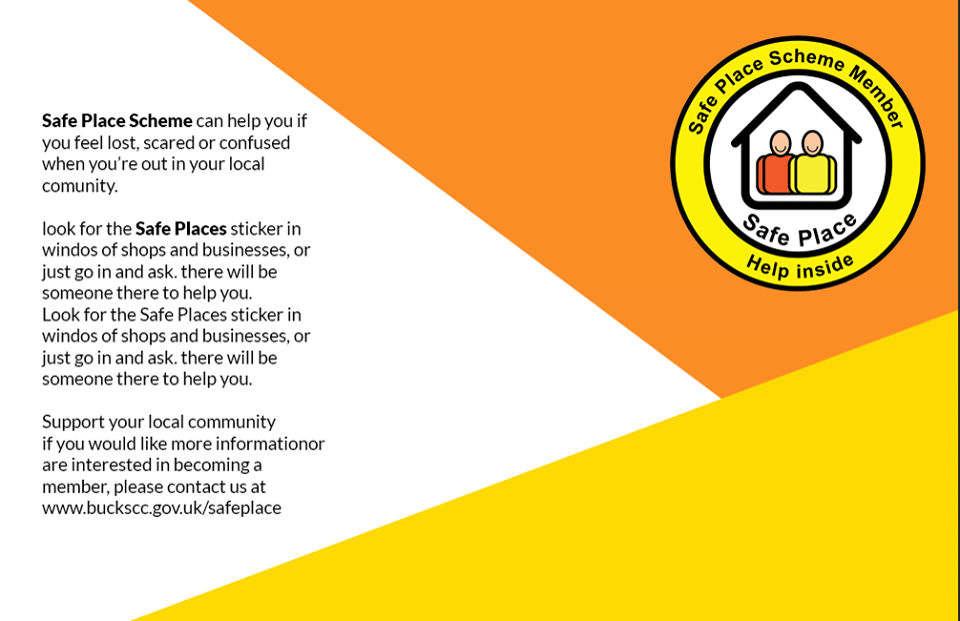 Safe Place Scheme can help you if
you feel lost, scared or confused
when you're out in your local
comunity.
look for the Safe Places sticker in
windos of shops and businesses, or
just go in and ask. there will be
someone there to help you.
Look for the Safe Places sticker in
windos of shops and businesses, or
just go in and ask. there will be
someone there to help you.
Support your local community
if you would like more informationor
are interested in becoming a
member, please contact us at
www.buckscc.gov.uk/safeplace
Safe Place Scheme Member
Safe Place
Help inside